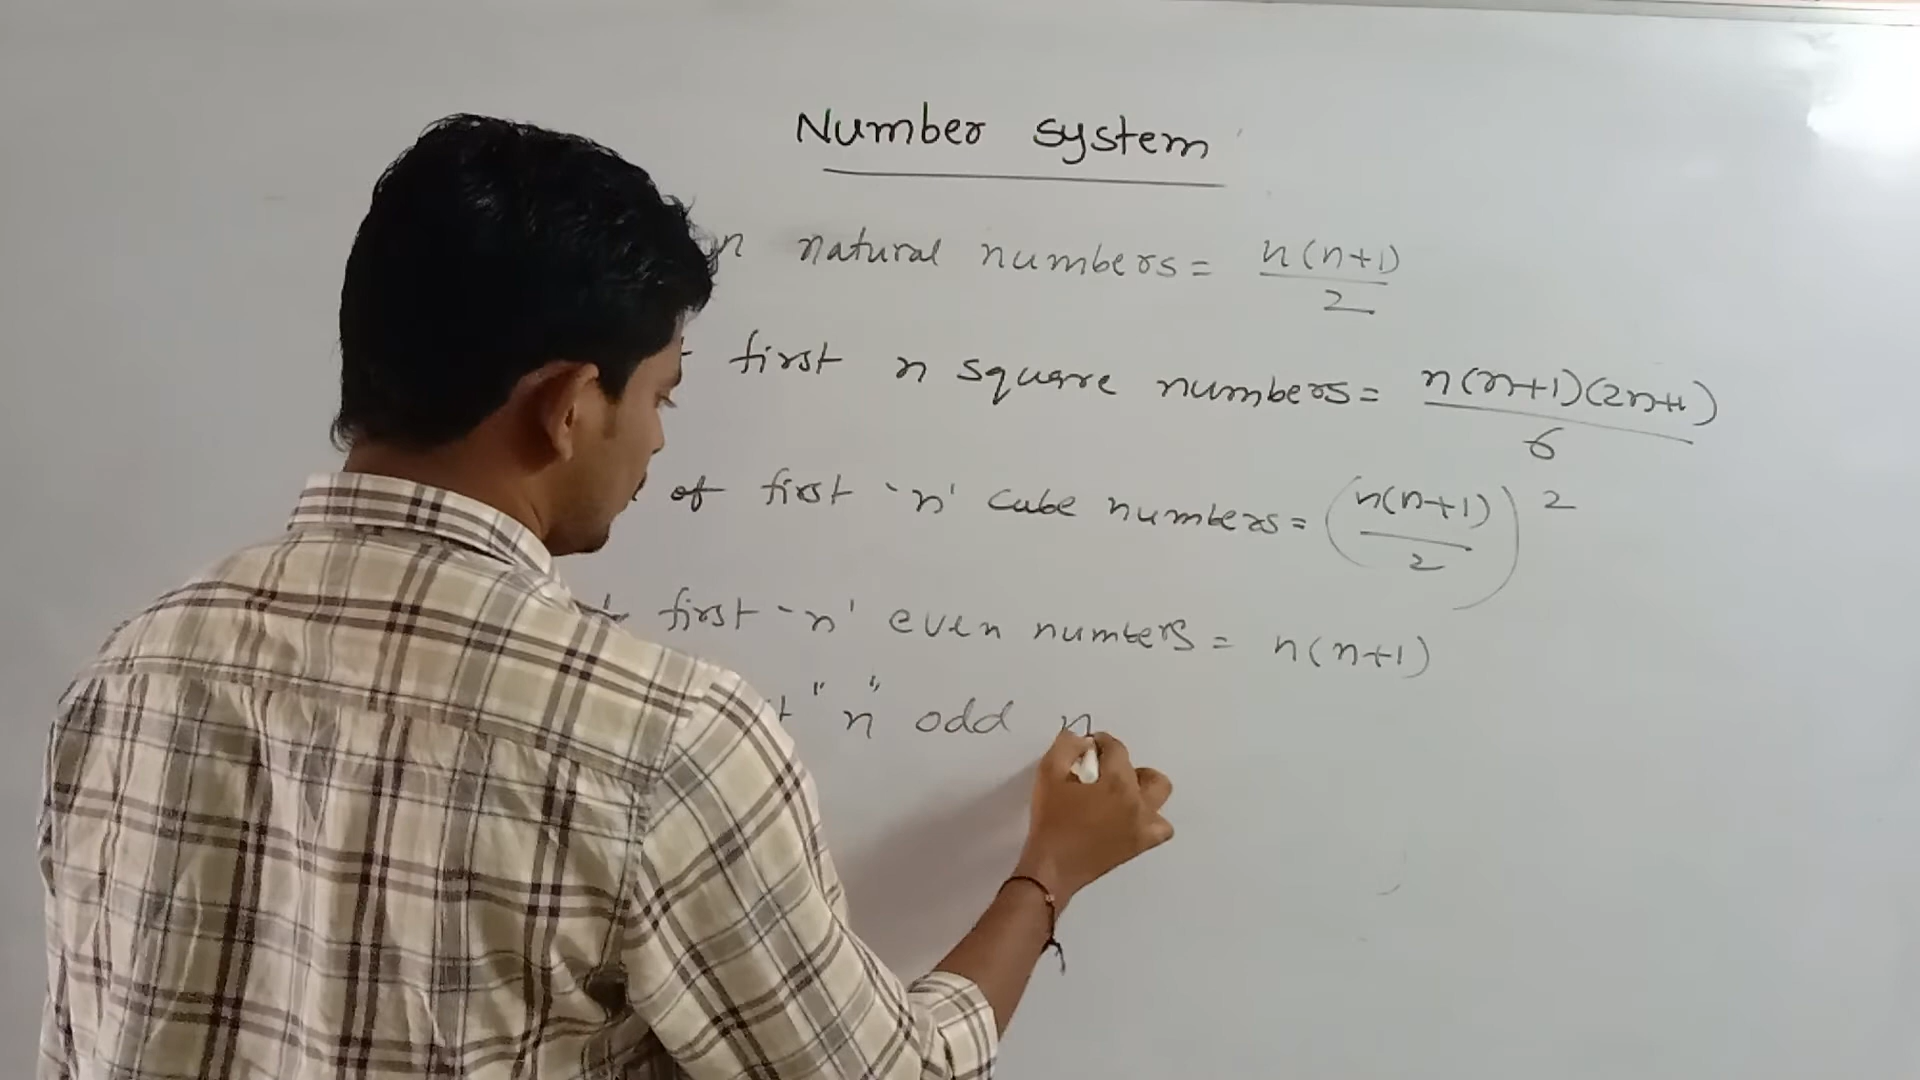 Number system
n natural numbers = n(n+1)/2
first n square numbers = n(n+1)(2n+1)/6
of first 'n' cube numbers = (n(n+1)/2)²
first 'n' even numbers = n(n+1)
"n" odd n